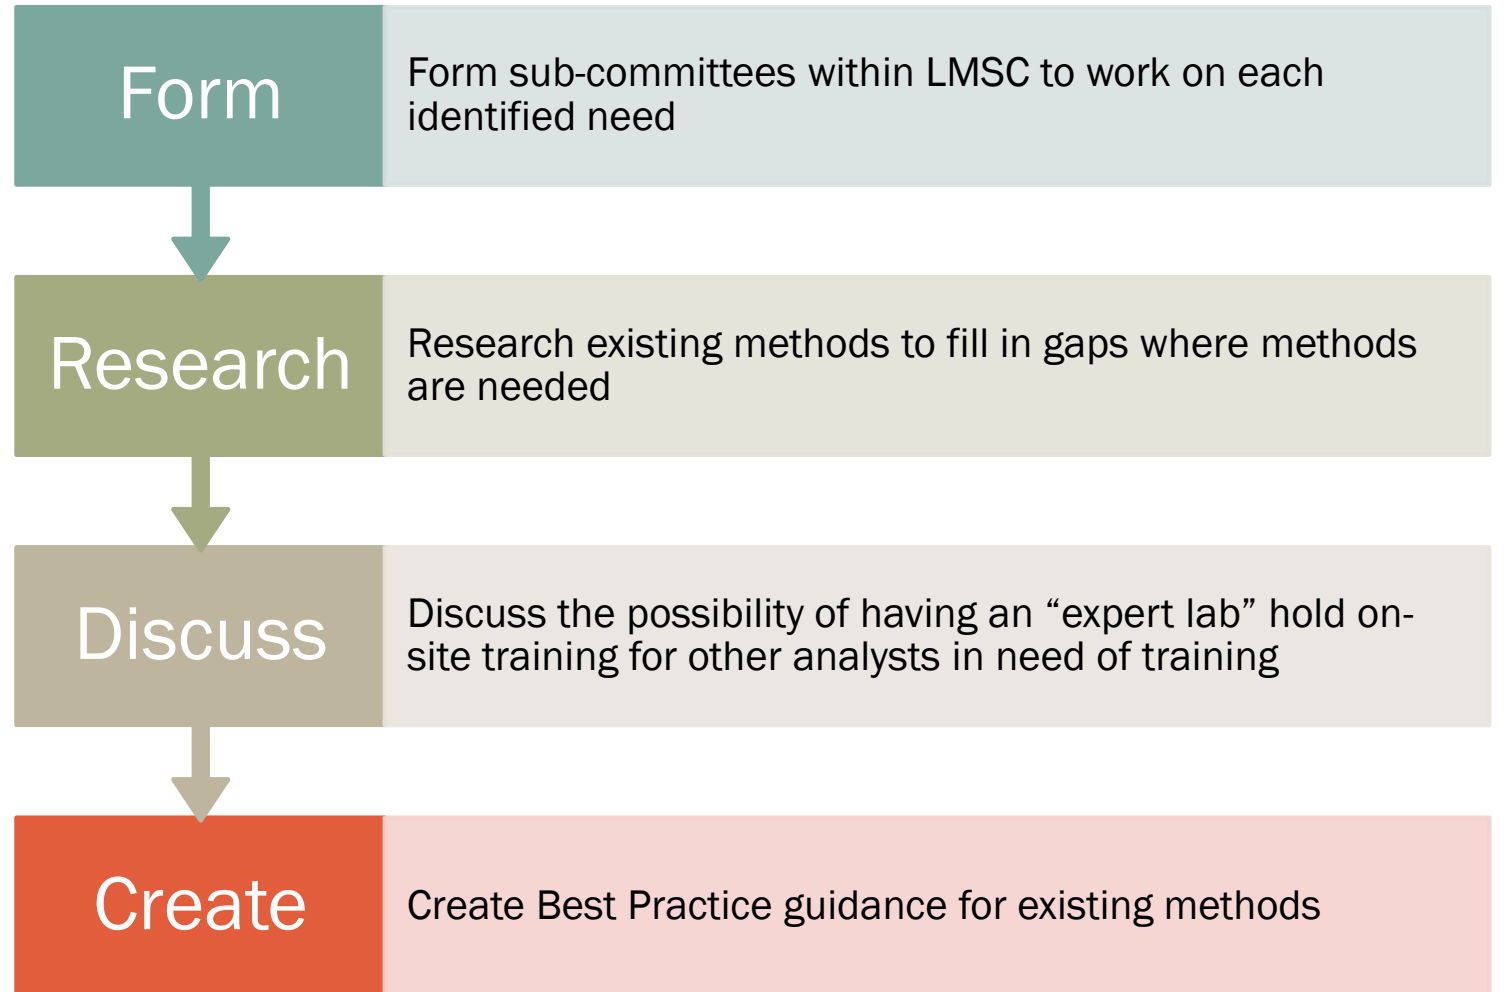 Form
Form sub-committees within LMSC to work on each
identified need
Research
Research existing methods to fill in gaps where methods
are needed
Discuss
Discuss the possibility of having an “expert lab” hold on-
site training for other analysts in need of training
Create
Create Best Practice guidance for existing methods